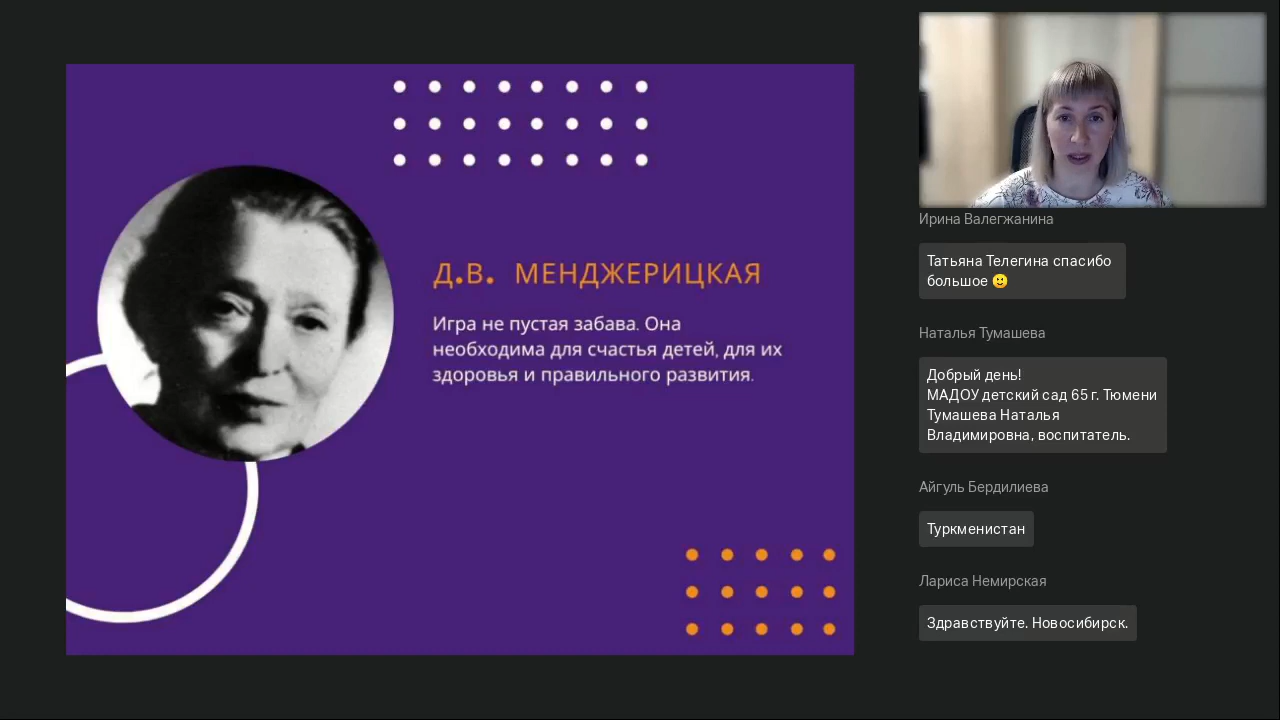 Д.В. МЕНДЖЕРИЦКАЯ
Игра не пустая забава. Она
необходима для счастья детей, для их
здоровья и правильного развития.
Ирина Валегжанина
Татьяна Телегина спасибо
большое 🙂
Наталья Тумашева
Добрый день!
МАДОУ детский сад 65 г. Тюмени
Тумашева Наталья
Владимировна, воспитатель.
Айгуль Бердилиева
Туркменистан
Лариса Немирская
Здравствуйте. Новосибирск.